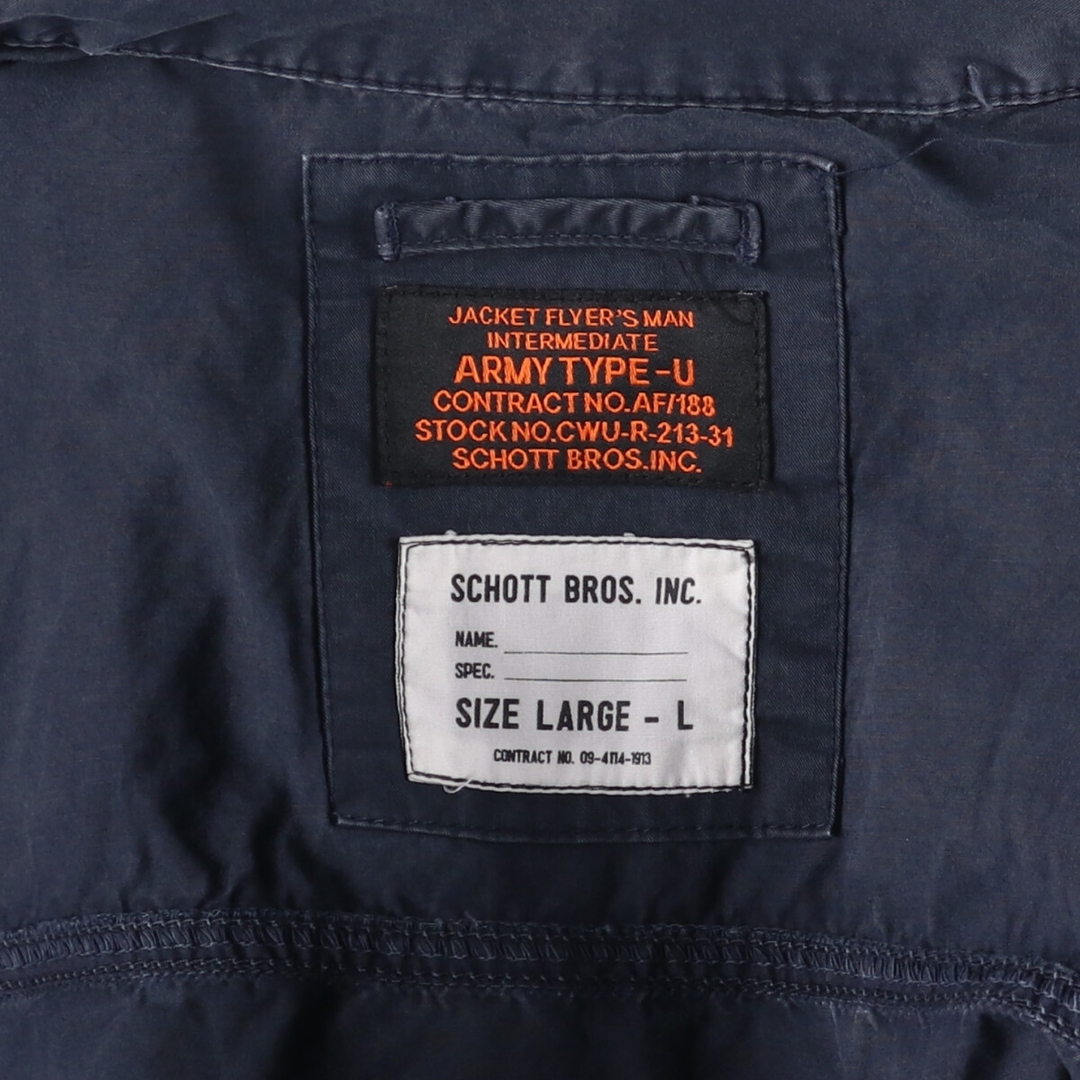 JACKET FLYER'S MAN
INTERMEDIATE
ARMY TYPE-U
CONTRACT NO.AF/188
STOCK NO.CWU-R-213-31
SCHOTT BROS.INC.
SCHOTT BROS. INC.
NAME.
SPEC.
SIZE LARGE - L
CONTRACT NO. 09-4114-1913